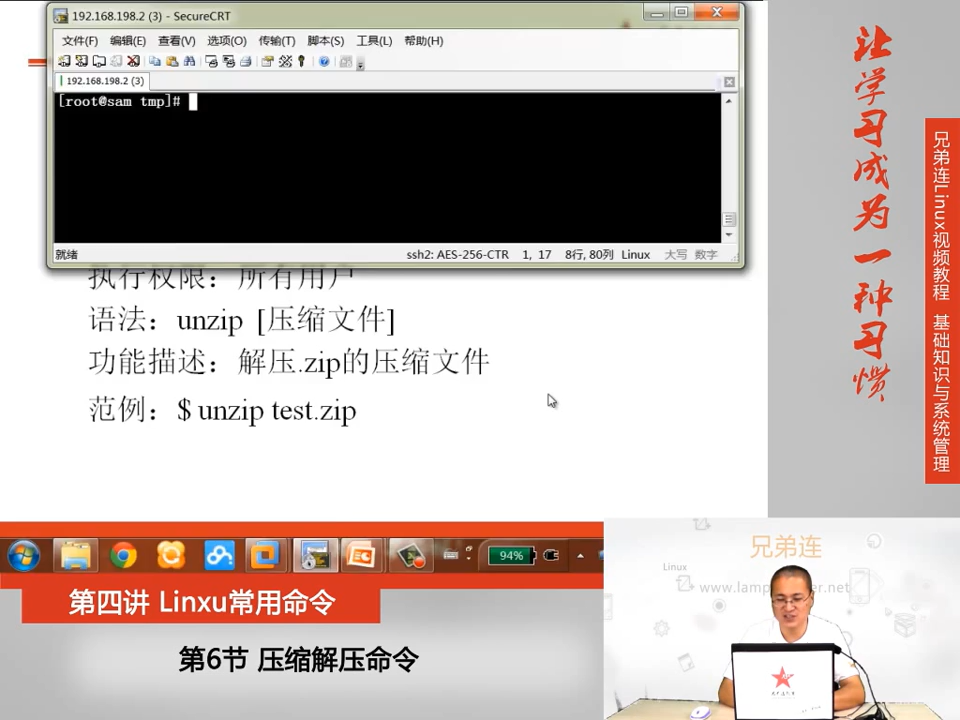 192.168.198.2 (3) - SecureCRT
文件(F) 编辑(E) 查看(V) 选项(O) 传输(T) 脚本(S) 工具(L) 帮助(H)
192.168.198.2 (3)
[root@sam tmp]#
就绪 ssh2: AES-256-CTR 1, 17 8行, 80列 Linux 大写 数字
执行权限：所有用户
语法：unzip [压缩文件]
功能描述：解压.zip的压缩文件
范例：$ unzip test.zip
让学习成为一种习惯
兄弟连Linux视频教程 基础知识与系统管理
94%
第四讲 Linxu常用命令
第6节 压缩解压命令
兄弟连
Linux